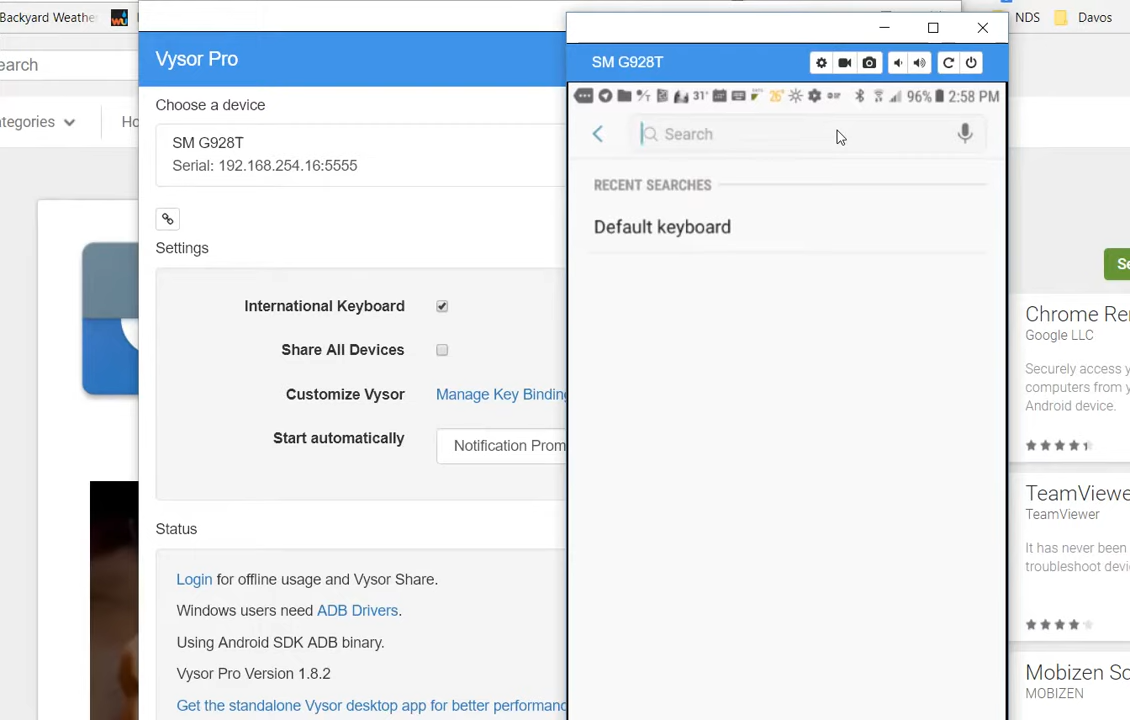 Backyard Weathe
NDS
Davos
earch
ategories
Ho
Vysor Pro
Choose a device
SM G928T
Serial: 192.168.254.16:5555
Settings
International Keyboard
Share All Devices
Customize Vysor
Manage Key Binding
Start automatically
Notification Prom
Status
Login for offline usage and Vysor Share.
Windows users need ADB Drivers.
Using Android SDK ADB binary.
Vysor Pro Version 1.8.2
Get the standalone Vysor desktop app for better performanc
SM G928T
31° 26° 96% 2:58 PM
Search
RECENT SEARCHES
Default keyboard
Se
Chrome Re
Google LLC
Securely access y
computers from y
Android device.
TeamViewe
TeamViewer
It has never been
troubleshoot devi
Mobizen Sc
MOBIZEN